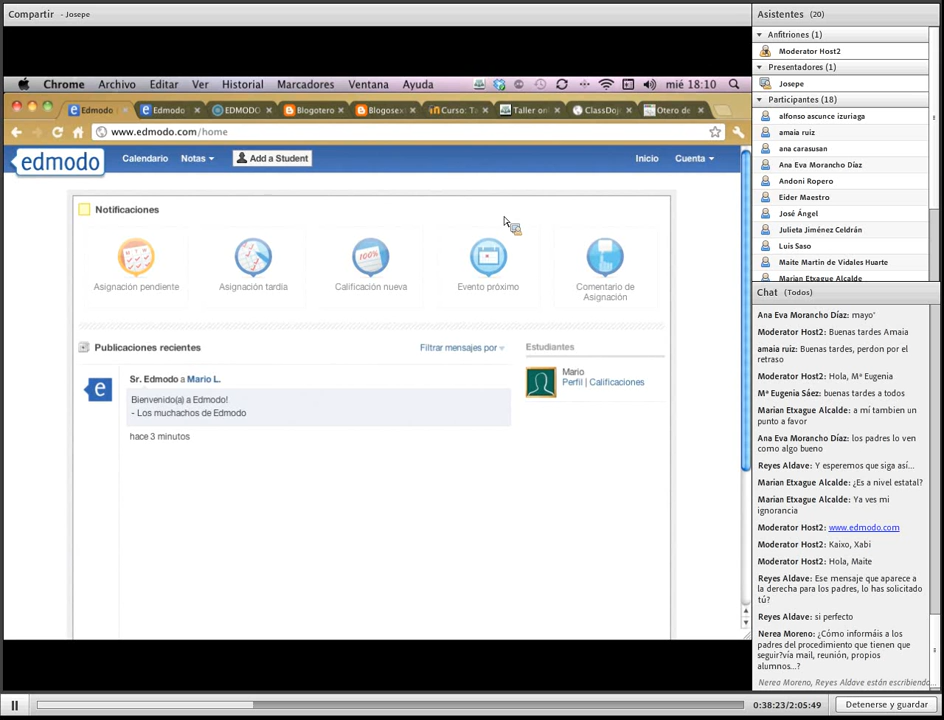 Compartir - Josepe
Chrome Archivo Editar Ver Historial Marcadores Ventana Ayuda mié 18:10
Edmodo Edmodo EDMODO Blogotero Blogosex Curso: Ta Taller on ClassDoj Otero de
www.edmodo.com/home
edmodo Calendario Notas Add a Student Inicio Cuenta
Notificaciones
100%
Asignación pendiente Asignación tardia Calificación nueva Evento próximo Comentario de
Asignación
Publicaciones recientes Filtrar mensajes por Estudiantes
Sr. Edmodo a Mario L.
Bienvenido(a) a Edmodo!
- Los muchachos de Edmodo
hace 3 minutos
Mario
Perfil | Calificaciones
Asistentes (20)
Anfitriones (1)
Moderator Host2
Presentadores (1)
Josepe
Participantes (18)
alfonso ascunce izuriaga
amaia ruiz
ana carasusan
Ana Eva Morancho Díaz
Andoni Ropero
Eider Maestro
José Ángel
Julieta Jiménez Celdrán
Luis Saso
Maite Martin de Vidales Huarte
Marian Etxague Alcalde
Chat (Todos)
Ana Eva Morancho Díaz: mayo'
Moderator Host2: Buenas tardes Amaia
amaia ruiz: Buenas tardes, perdon por el
retraso
Moderator Host2: Hola, Mª Eugenia
Mª Eugenia Sáez: buenas tardes a todos
Marian Etxague Alcalde: a mí tambien un
punto a favor
Ana Eva Morancho Díaz: los padres lo ven
como algo bueno
Reyes Aldave: Y esperemos que siga así...
Marian Etxague Alcalde: ¿Es a nivel estatal?
Marian Etxague Alcalde: Ya ves mi
ignorancia
Moderator Host2: www.edmodo.com
Moderator Host2: Kaixo, Xabi
Moderator Host2: Hola, Maite
Reyes Aldave: Ese mensaje que aparece a
la derecha para los padres, lo has solicitado
tú?
Reyes Aldave: si perfecto
Nerea Moreno: ¿Cómo informáis a los
padres del procedimiento que tienen que
seguir?vía mail, reunión, propios
alumnos...?
Nerea Moreno, Reyes Aldave están escribiendo...
0:38:23/2:05:49 Detenerse y guardar